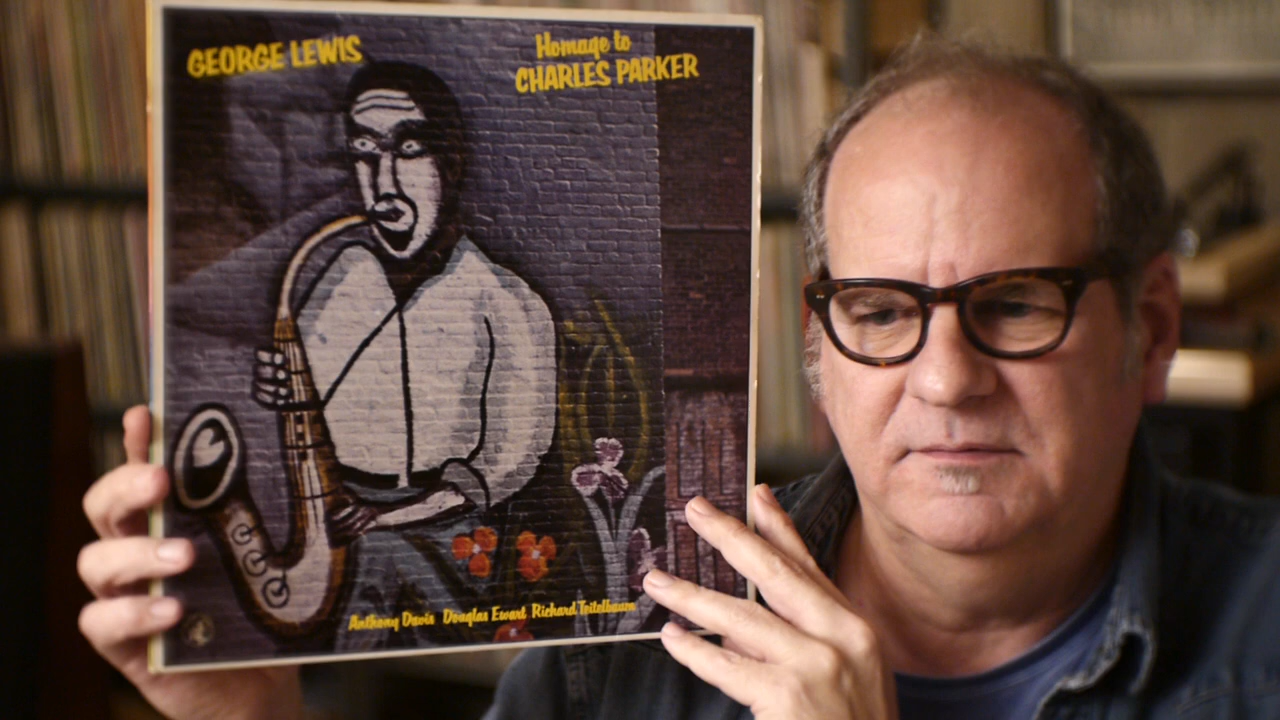 GEORGE LEWIS
Homage to
CHARLES PARKER
Anthony Davis Douglas Ewart Richard Teitelbaum